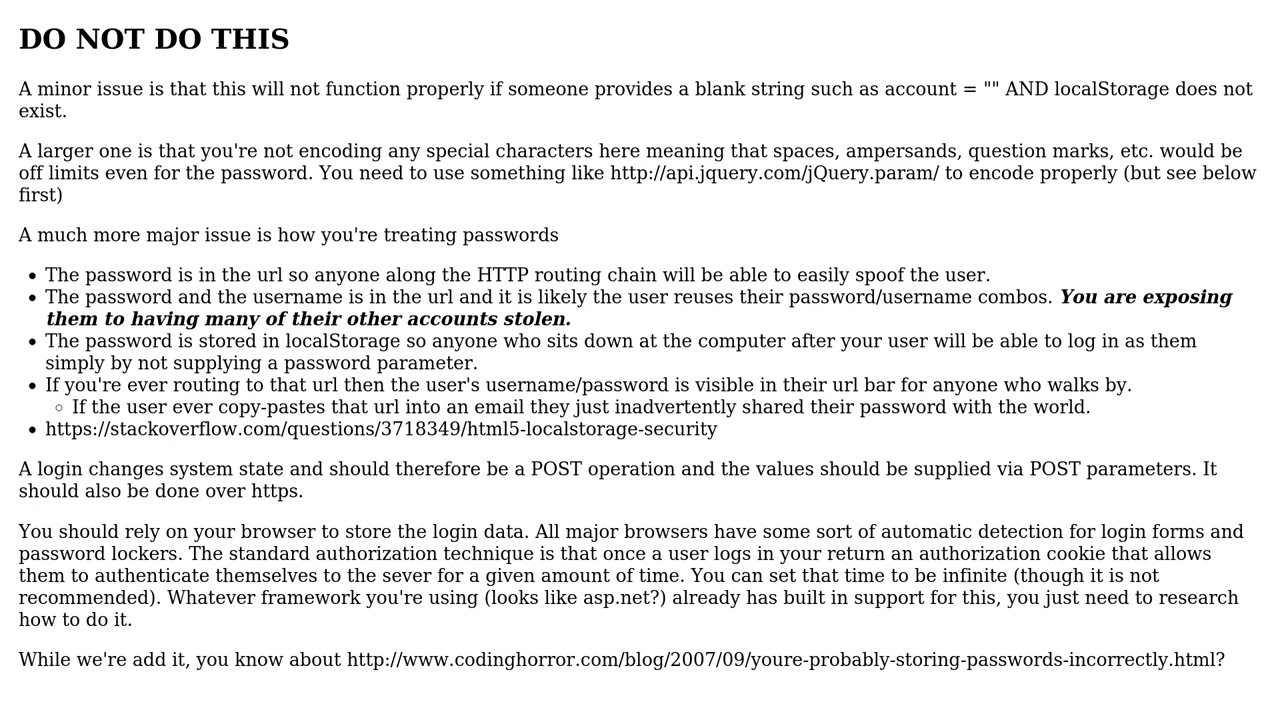 DO NOT DO THIS
A minor issue is that this will not function properly if someone provides a blank string such as account = "" AND localStorage does not
exist.
A larger one is that you're not encoding any special characters here meaning that spaces, ampersands, question marks, etc. would be
off limits even for the password. You need to use something like http://api.jquery.com/jQuery.param/ to encode properly (but see below
first)
A much more major issue is how you're treating passwords
• The password is in the url so anyone along the HTTP routing chain will be able to easily spoof the user.
• The password and the username is in the url and it is likely the user reuses their password/username combos. You are exposing
them to having many of their other accounts stolen.
• The password is stored in localStorage so anyone who sits down at the computer after your user will be able to log in as them
simply by not supplying a password parameter.
• If you're ever routing to that url then the user's username/password is visible in their url bar for anyone who walks by.
◦ If the user ever copy-pastes that url into an email they just inadvertently shared their password with the world.
• https://stackoverflow.com/questions/3718349/html5-localstorage-security
A login changes system state and should therefore be a POST operation and the values should be supplied via POST parameters. It
should also be done over https.
You should rely on your browser to store the login data. All major browsers have some sort of automatic detection for login forms and
password lockers. The standard authorization technique is that once a user logs in your return an authorization cookie that allows
them to authenticate themselves to the sever for a given amount of time. You can set that time to be infinite (though it is not
recommended). Whatever framework you're using (looks like asp.net?) already has built in support for this, you just need to research
how to do it.
While we're add it, you know about http://www.codinghorror.com/blog/2007/09/youre-probably-storing-passwords-incorrectly.html?